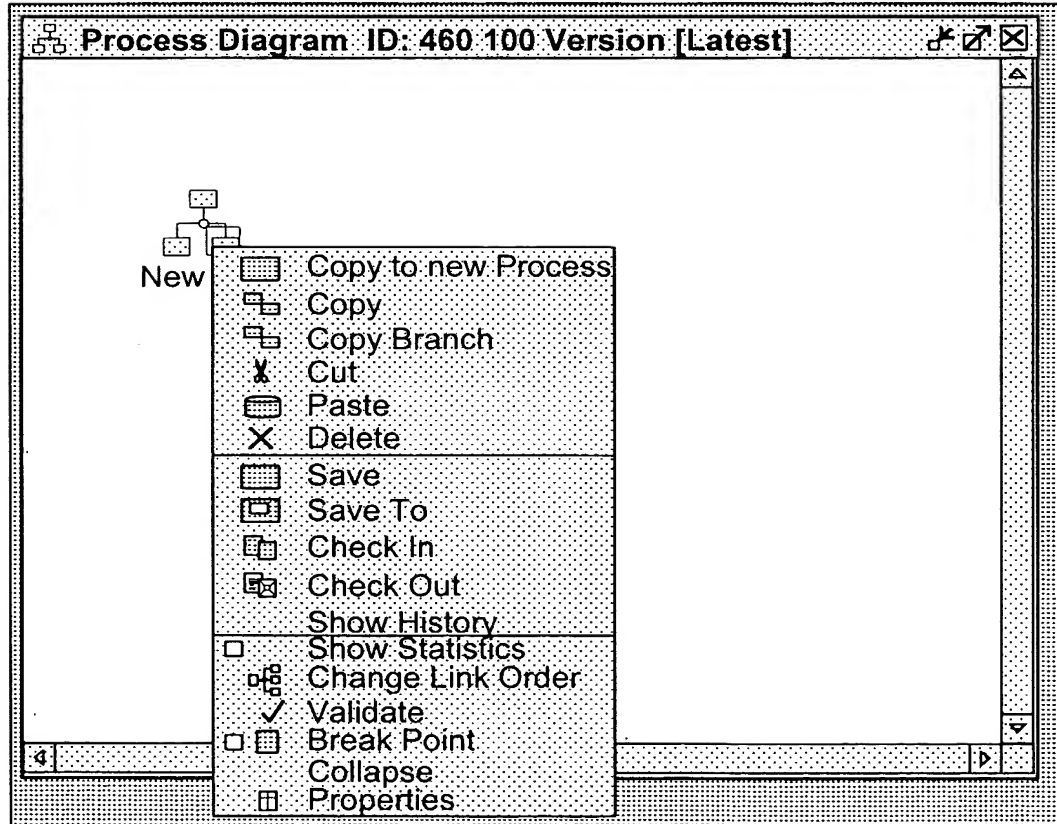 Process Diagram ID: 460 100 Version [Latest]
New
Copy to new Process
Copy
Copy Branch
Cut
Paste
Delete
Save
Save To
Check In
Check Out
Show History
Show Statistics
Change Link Order
Validate
Break Point
Collapse
Properties